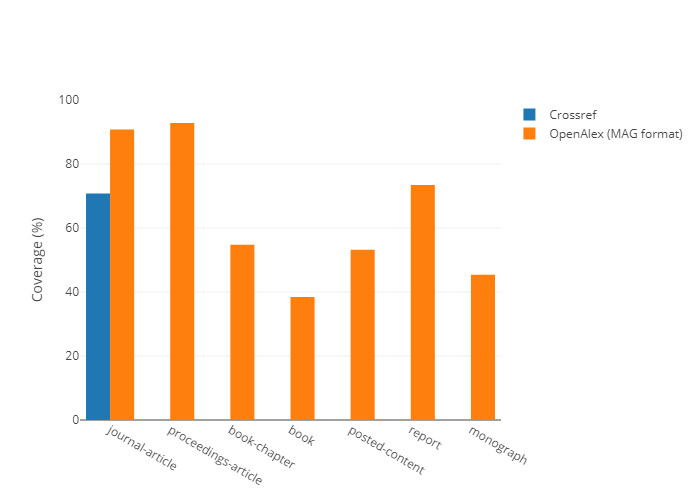 100
80
60
40
20
0
Coverage (%)
journal-article
proceedings-article
book-chapter
book
posted-content
report
monograph
Crossref
OpenAlex (MAG format)